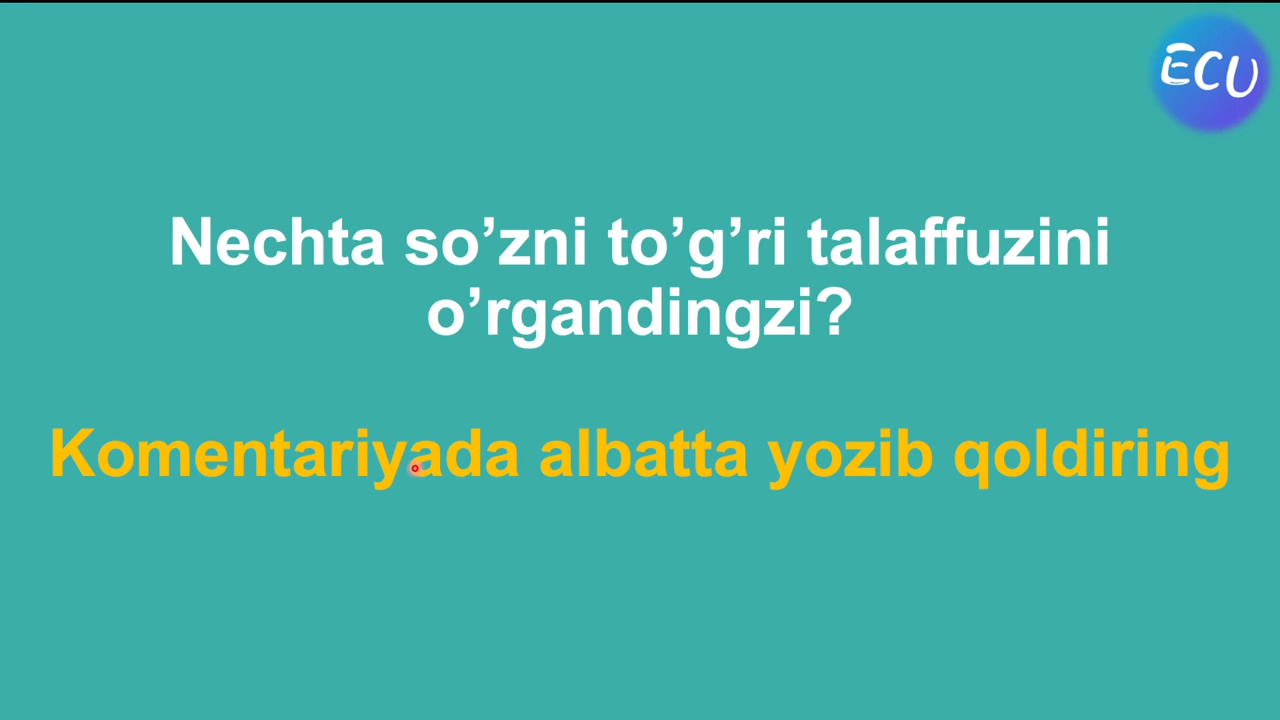 ECU
Nechta so’zni to’g’ri talaffuzini
o’rgandingzi?
Komentariyada albatta yozib qoldiring